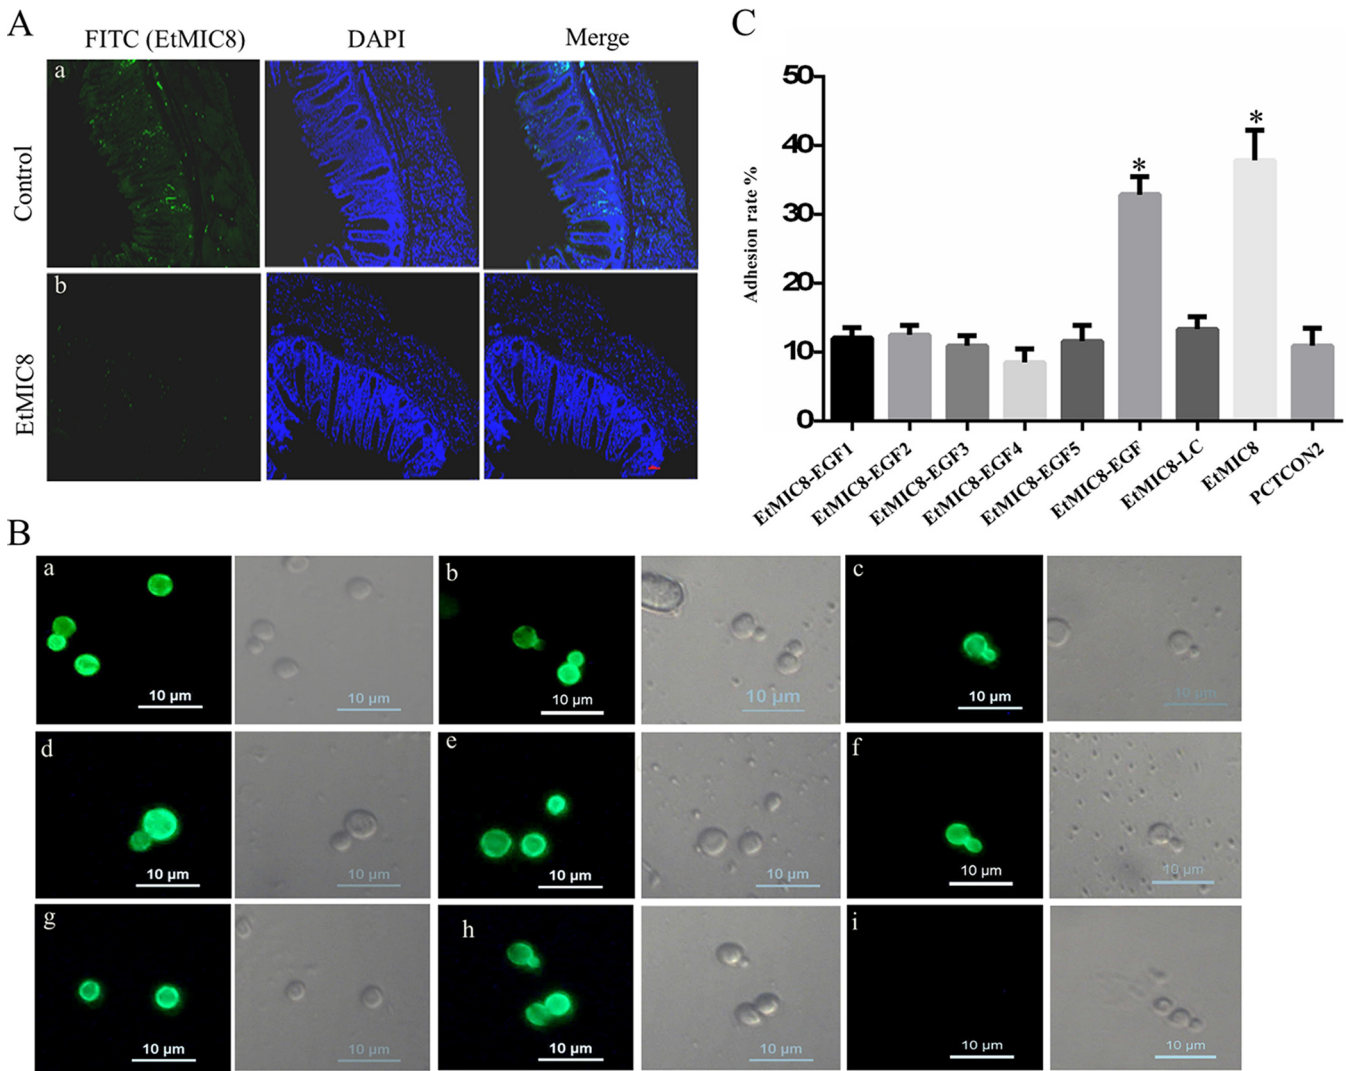 A
FITC (EtMIC8)
DAPI
Merge
Control
a
EtMIC8
b
C
Adhesion rate %
50
40
30
20
10
0
*
*
EtMIC8-EGF1
EtMIC8-EGF2
EtMIC8-EGF3
EtMIC8-EGF4
EtMIC8-EGF5
EtMIC8-EGF
EtMIC8-LC
EtMIC8
PCTCON2
B
a
10 μm
10 μm
b
10 μm
10 μm
c
10 μm
10 μm
d
10 μm
10 μm
e
10 μm
10 μm
f
10 μm
10 μm
g
10 μm
10 μm
h
10 μm
10 μm
i
10 μm
10 μm